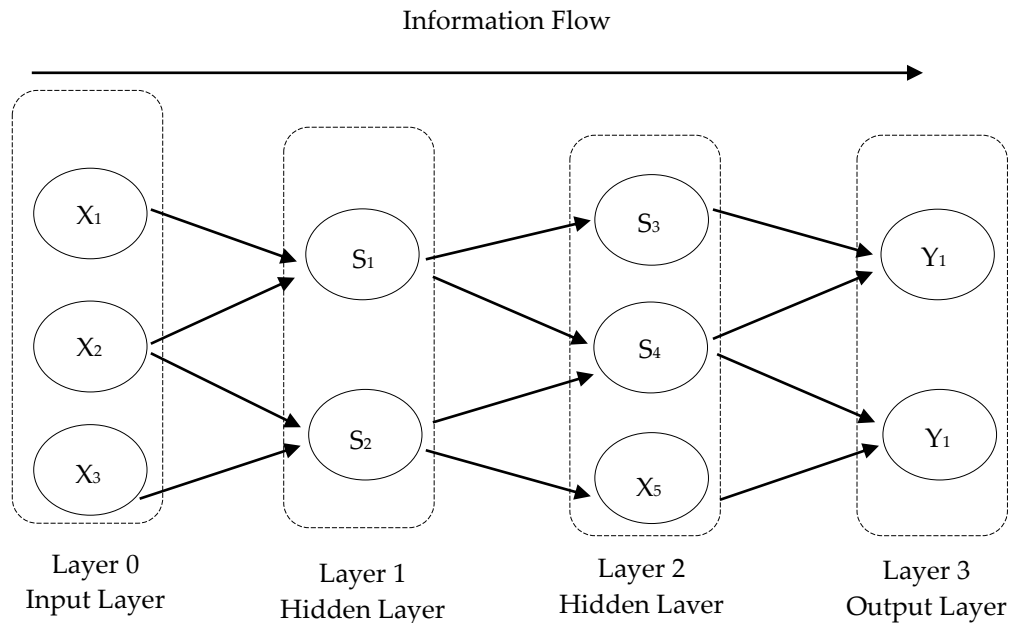 Information Flow
X1
X2
X3
S1
S2
S3
S4
X5
Y1
Y1
Layer 0
Input Layer
Layer 1
Hidden Layer
Layer 2
Hidden Layer
Layer 3
Output Layer